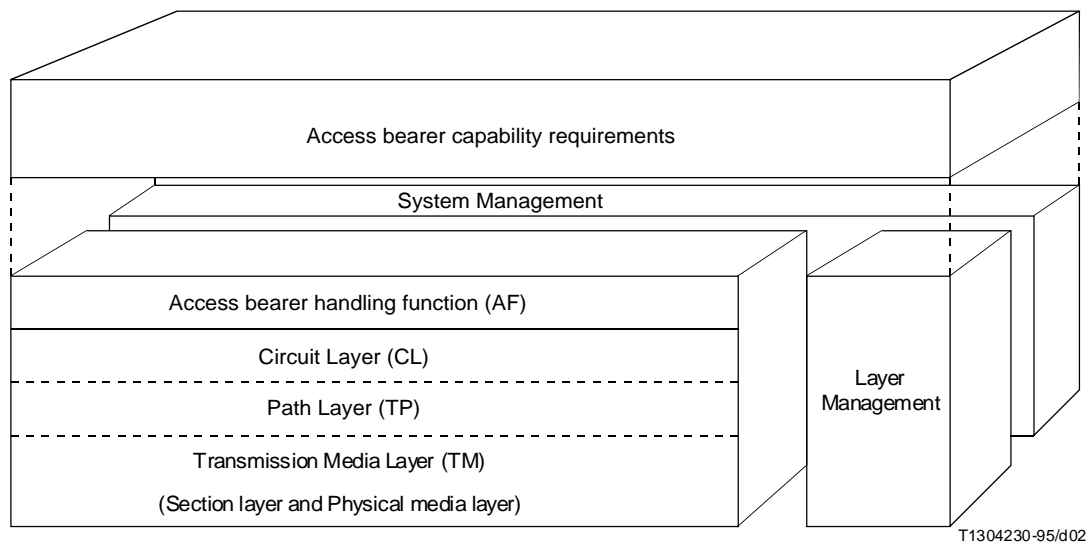 Access bearer capability requirements
System Management
Access bearer handling function (AF)
Circuit Layer (CL)
Path Layer (TP)
Transmission Media Layer (TM)
(Section layer and Physical media layer)
Layer
Management
T1304230-95/d02